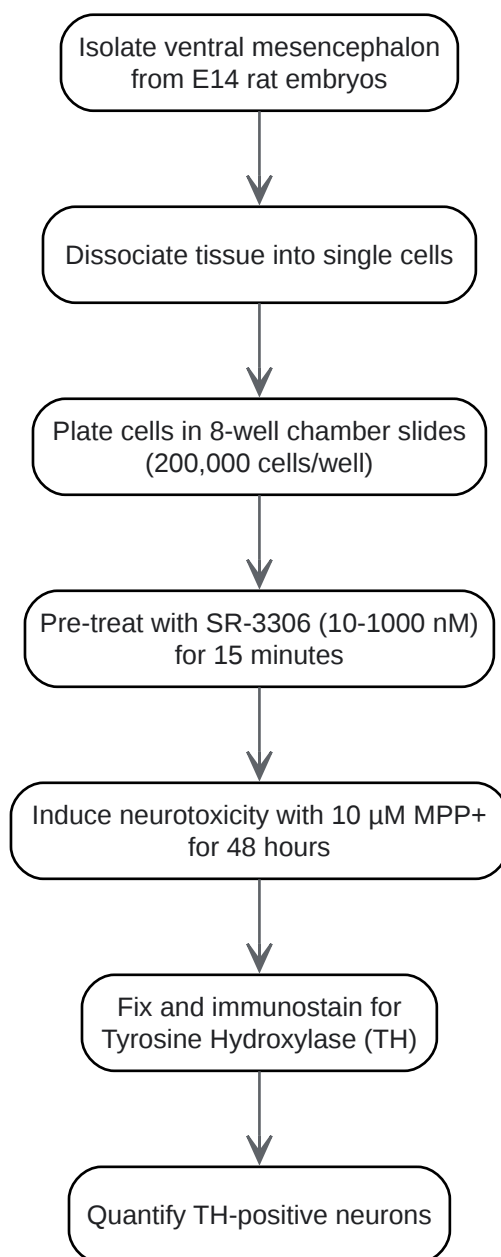 Isolate ventral mesencephalon
from E14 rat embryos
Dissociate tissue into single cells
Plate cells in 8-well chamber slides
(200,000 cells/well)
Pre-treat with SR-3306 (10-1000 nM)
for 15 minutes
Induce neurotoxicity with 10 µM MPP+
for 48 hours
Fix and immunostain for
Tyrosine Hydroxylase (TH)
Quantify TH-positive neurons